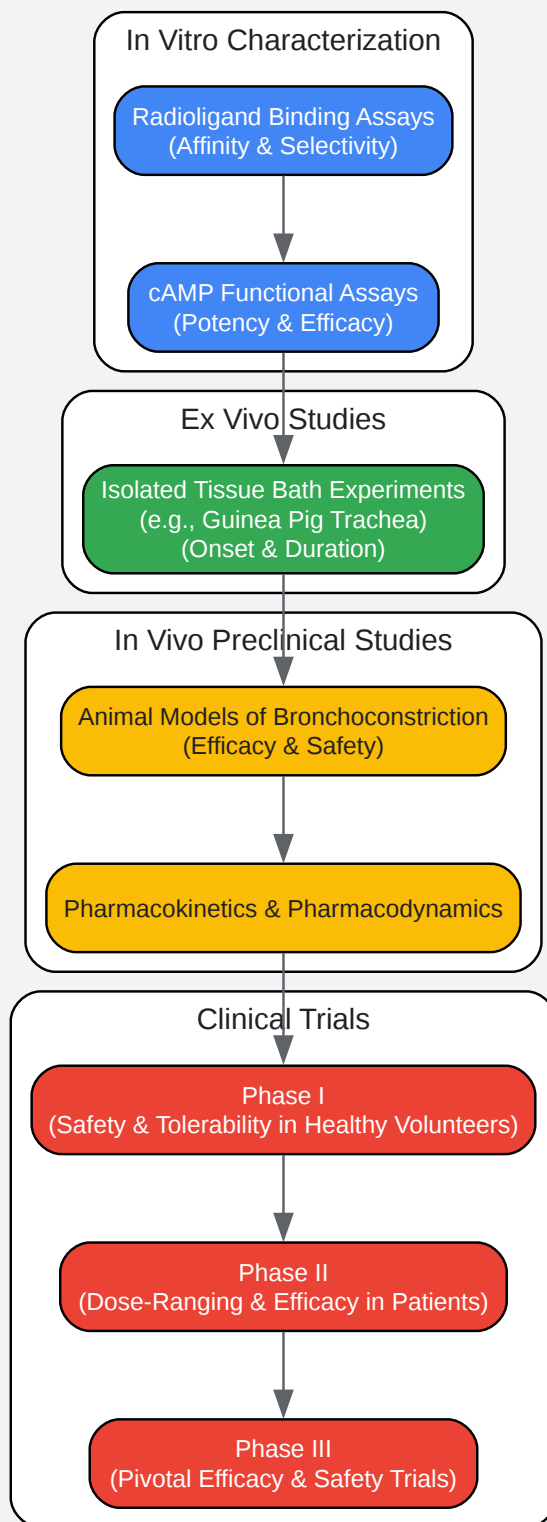 In Vitro Characterization
Radioligand Binding Assays
(Affinity & Selectivity)
cAMP Functional Assays
(Potency & Efficacy)
Ex Vivo Studies
Isolated Tissue Bath Experiments
(e.g., Guinea Pig Trachea)
(Onset & Duration)
In Vivo Preclinical Studies
Animal Models of Bronchoconstriction
(Efficacy & Safety)
Pharmacokinetics & Pharmacodynamics
Clinical Trials
Phase I
(Safety & Tolerability in Healthy Volunteers)
Phase II
(Dose-Ranging & Efficacy in Patients)
Phase III
(Pivotal Efficacy & Safety Trials)